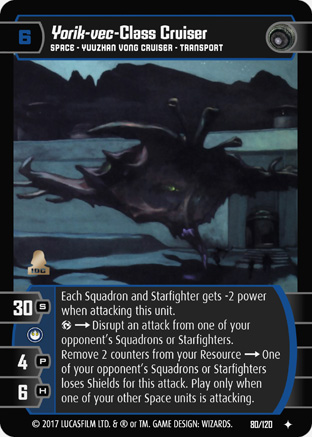 6 Yorik-vec-Class Cruiser
SPACE - YUUZHAN VONG CRUISER - TRANSPORT
30 S
4 P
6 H
Each Squadron and Starfighter gets -2 power
when attacking this unit.
→ Disrupt an attack from one of your
opponent's Squadrons or Starfighters.
Remove 2 counters from your Resource → One
of your opponent's Squadrons or Starfighters
loses Shields for this attack. Play only when
one of your other Space units is attacking.
© 2017 LUCASFILM LTD. & ® or TM. GAME DESIGN: WIZARDS. 80/120